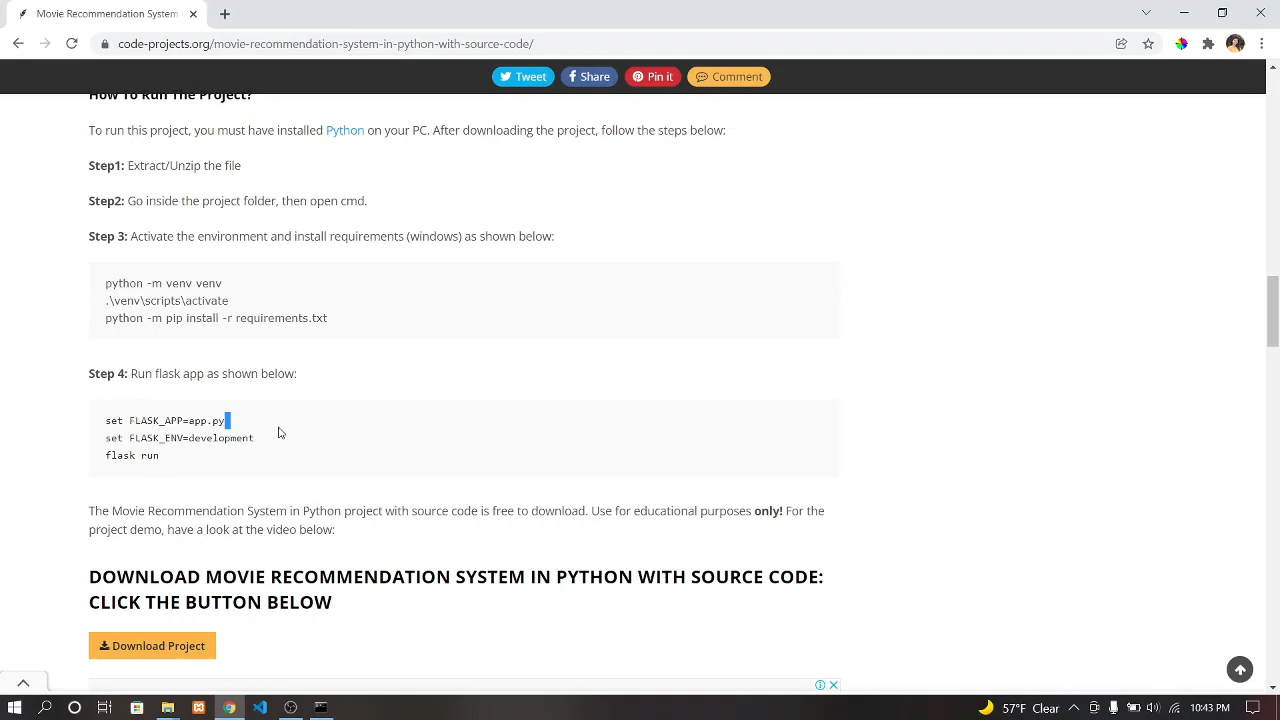 Movie Recommendation System
code-projects.org/movie-recommendation-system-in-python-with-source-code/
Tweet
Share
Pin it
Comment
How To Run The Project?
To run this project, you must have installed Python on your PC. After downloading the project, follow the steps below:
Step1: Extract/Unzip the file
Step2: Go inside the project folder, then open cmd.
Step 3: Activate the environment and install requirements (windows) as shown below:
python -m venv venv
.\venv\scripts\activate
python -m pip install -r requirements.txt
Step 4: Run flask app as shown below:
set FLASK_APP=app.py
set FLASK_ENV=development
flask run
The Movie Recommendation System in Python project with source code is free to download. Use for educational purposes only! For the
project demo, have a look at the video below:
DOWNLOAD MOVIE RECOMMENDATION SYSTEM IN PYTHON WITH SOURCE CODE:
CLICK THE BUTTON BELOW
Download Project
57°F Clear
10:43 PM